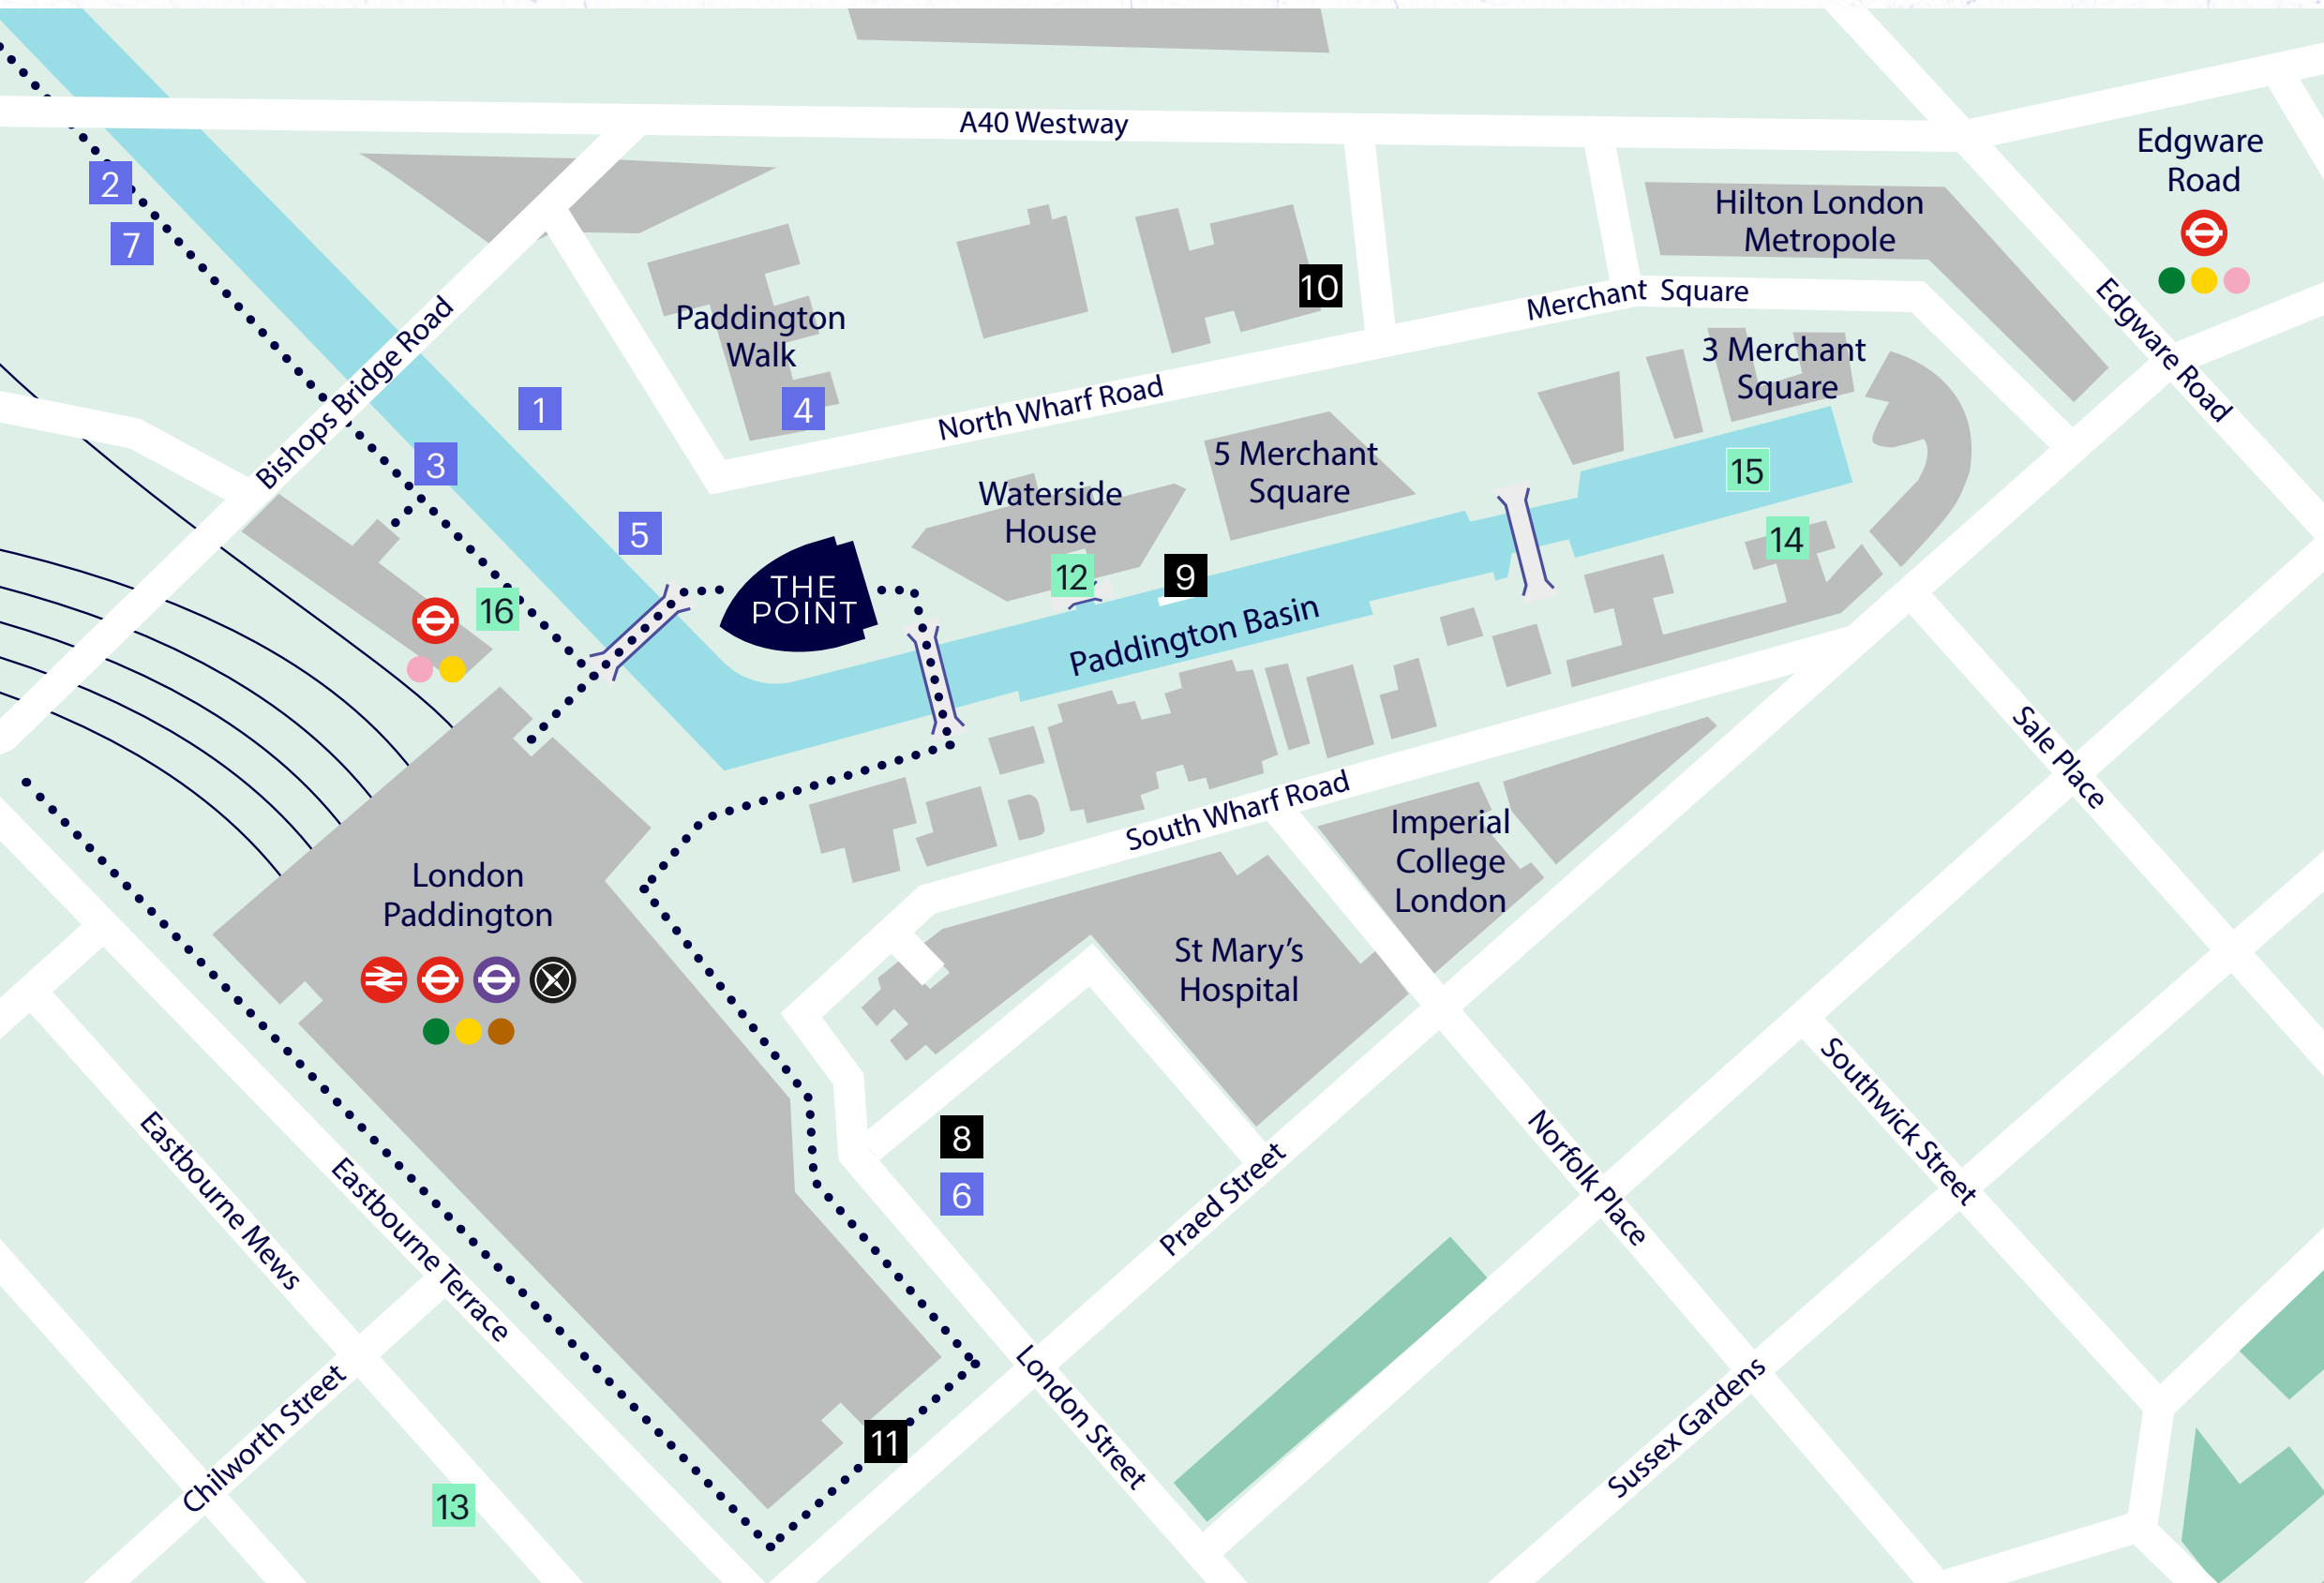 A40 Westway
Edgware
Road
2
7
Hilton London
Metropole
10
Merchant Square
Edgware Road
Bishops Bridge Road
Paddington
Walk
1
4
North Wharf Road
3 Merchant
Square
3
5 Merchant
Square
15
Waterside
House
5
14
THE
POINT
12
9
16
Paddington Basin
Sale Place
South Wharf Road
Imperial
College
London
London
Paddington
St Mary's
Hospital
Southwick Street
Eastbourne Mews
Eastbourne Terrace
8
6
Praed Street
Norfolk Place
London Street
Sussex Gardens
Chilworth Street
11
13